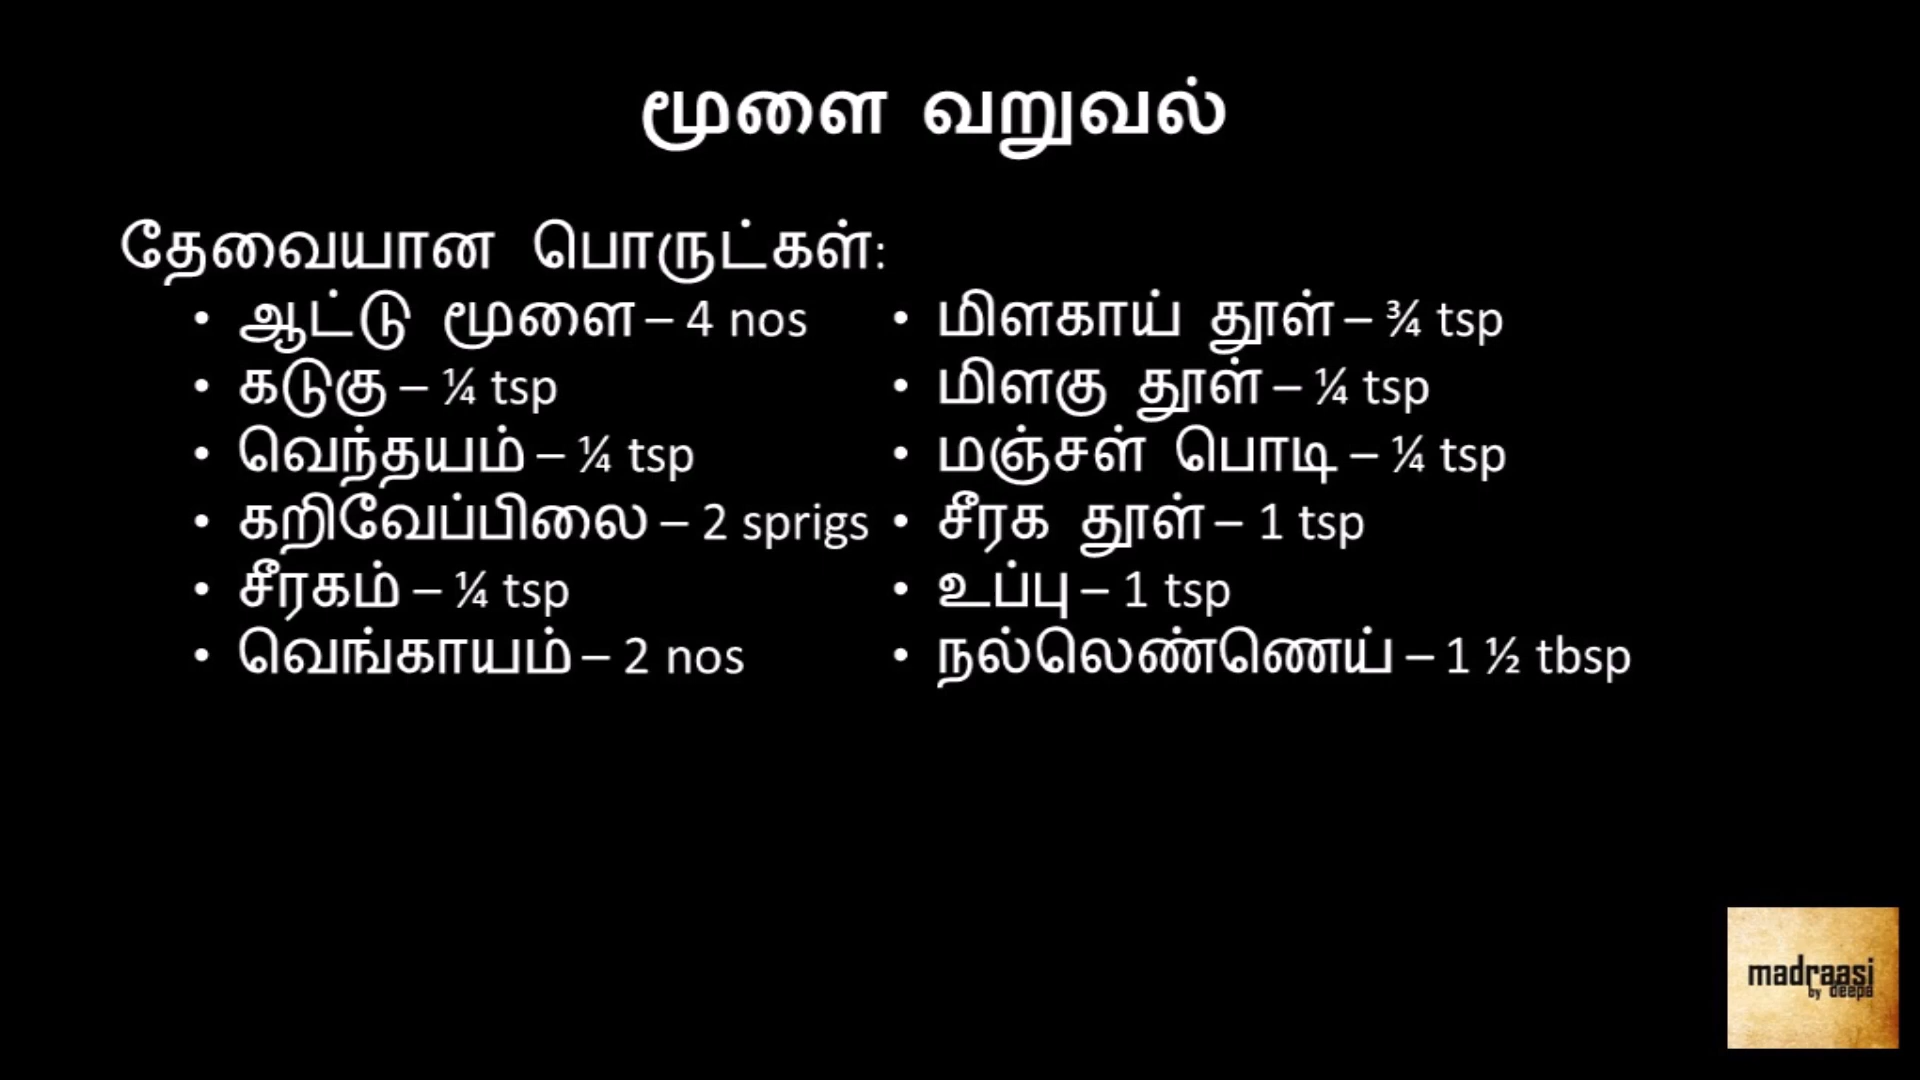 மூளை வறுவல்
தேவையான பொருட்கள்:
• ஆட்டு மூளை – 4 nos
• கடுகு – ¼ tsp
• வெந்தயம் – ¼ tsp
• கறிவேப்பிலை – 2 sprigs
• சீரகம் – ¼ tsp
• வெங்காயம் – 2 nos
• மிளகாய் தூள் – ¾ tsp
• மிளகு தூள் – ¼ tsp
• மஞ்சள் பொடி – ¼ tsp
• சீரக தூள் – 1 tsp
• உப்பு – 1 tsp
• நல்லெண்ணெய் – 1 ½ tbsp
madraasi
by deepa